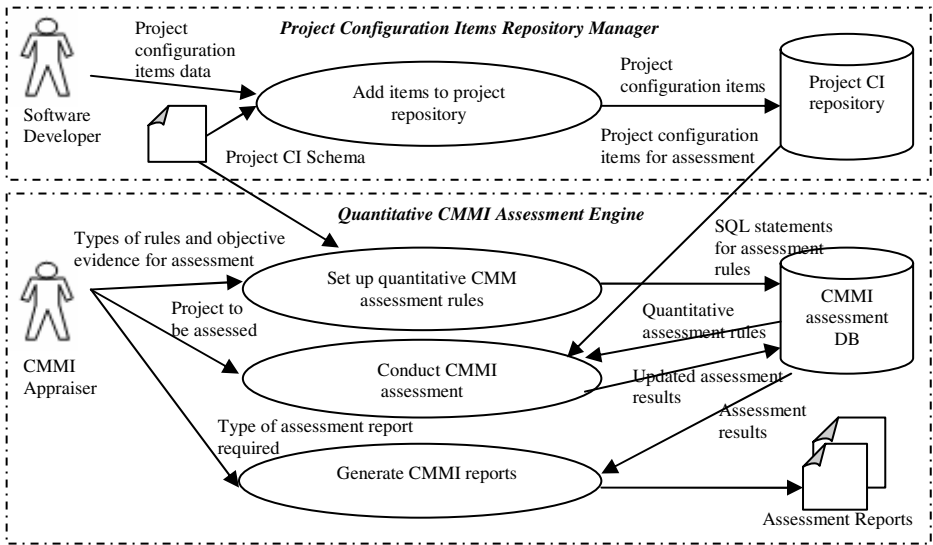 Project Configuration Items Repository Manager
Project
configuration
items data
Software
Developer
Add items to project
repository
Project
configuration items
Project CI
repository
Project CI Schema
Project configuration
items for assessment
Quantitative CMMI Assessment Engine
Types of rules and objective
evidence for assessment
SQL statements
for assessment
rules
Set up quantitative CMM
assessment rules
CMMI
assessment
DB
Project to
be assessed
Quantitative
assessment rules
CMMI
Appraiser
Conduct CMMI
assessment
Updated assessment
results
Assessment
results
Type of assessment report
required
Generate CMMI reports
Assessment Reports